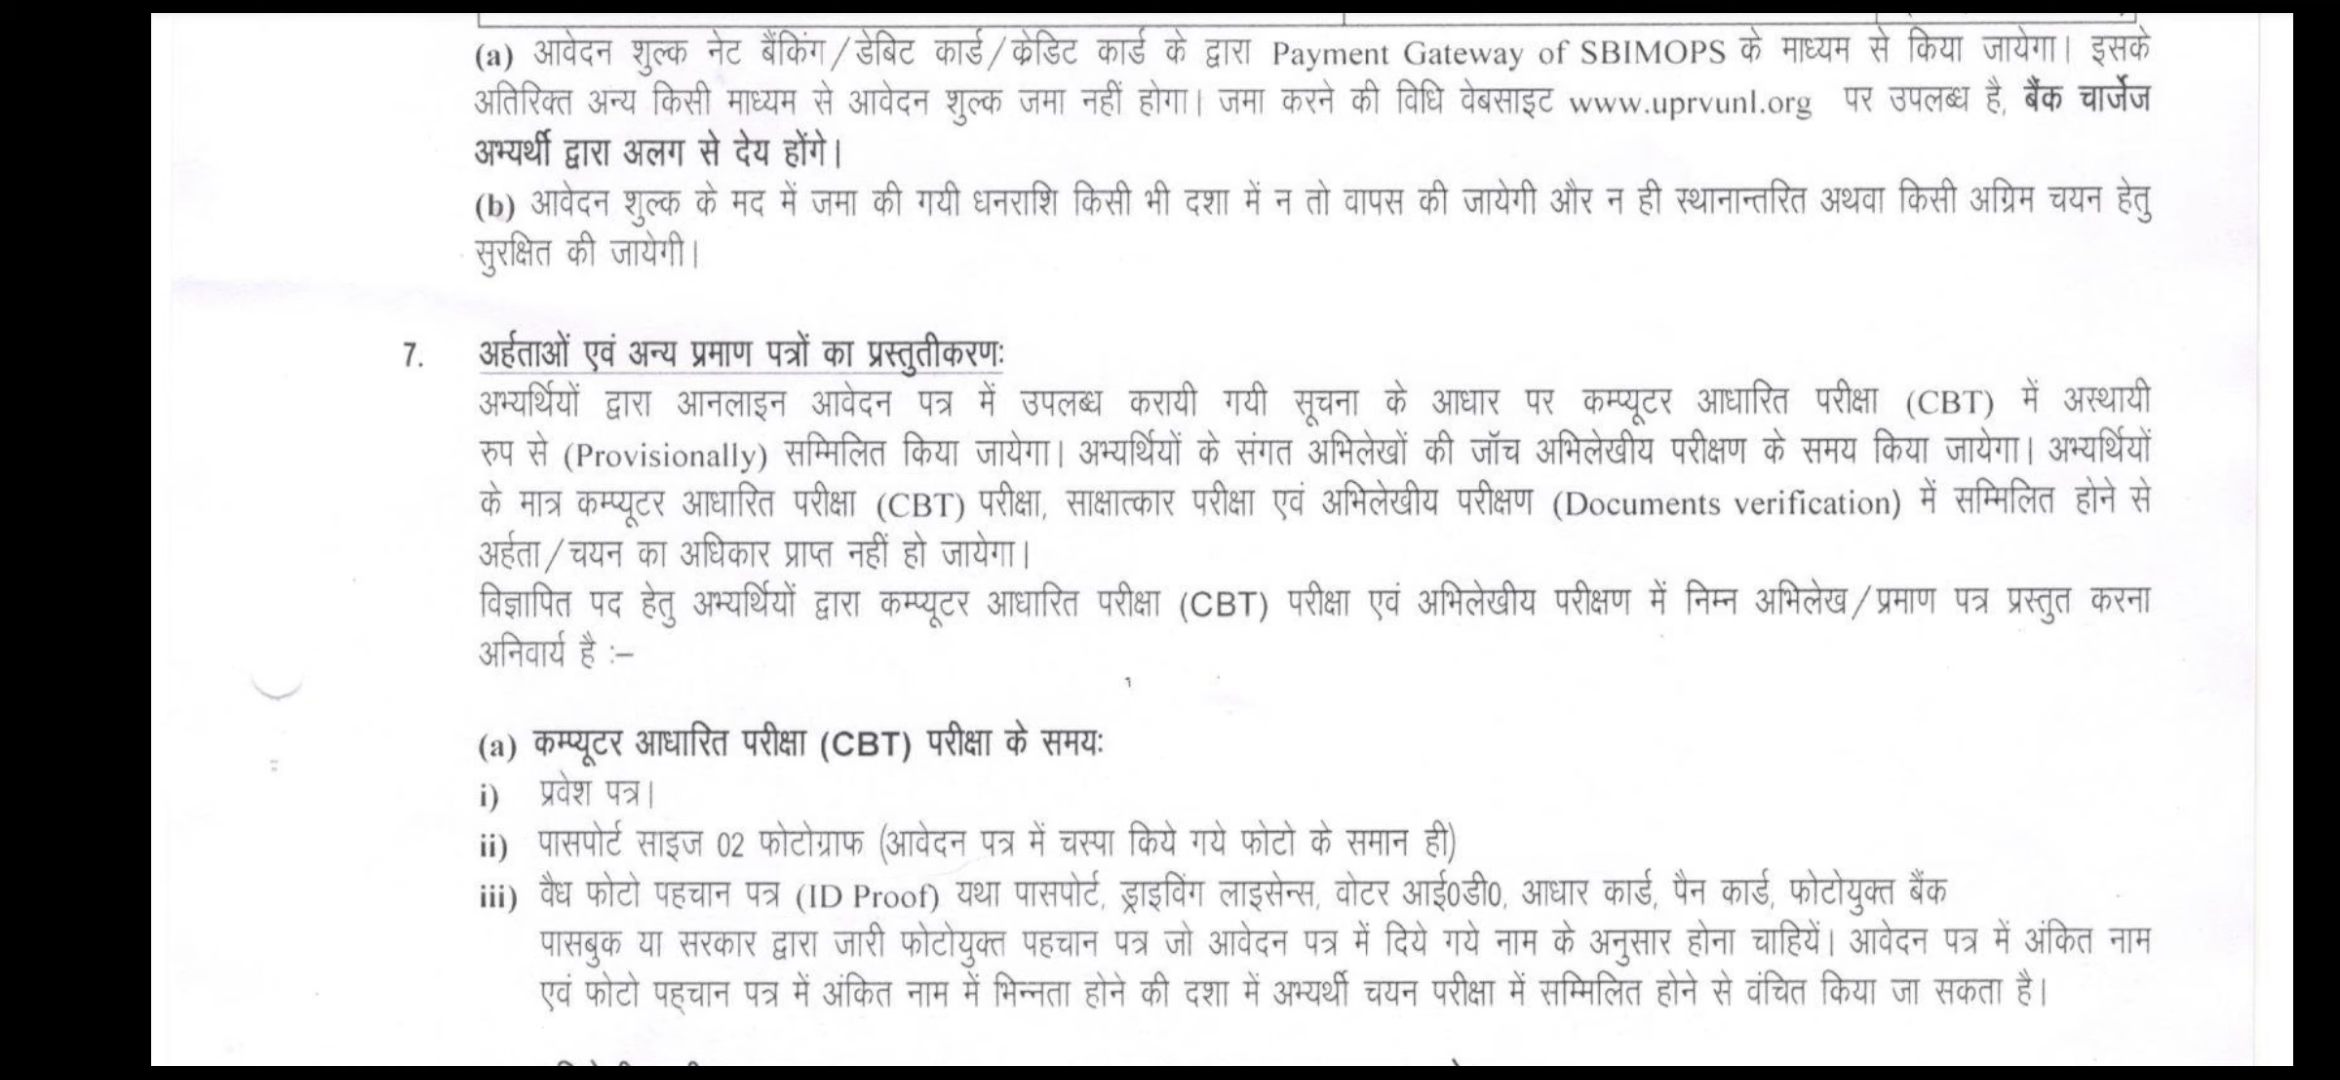 (a) आवेदन शुल्क नेट बैंकिंग/डेबिट कार्ड/क्रेडिट कार्ड के द्वारा Payment Gateway of SBIMOPS के माध्यम से किया जायेगा। इसके
अतिरिक्त अन्य किसी माध्यम से आवेदन शुल्क जमा नहीं होगा। जमा करने की विधि वेबसाइट www.uprvunl.org पर उपलब्ध है, बैंक चार्जेज
अभ्यर्थी द्वारा अलग से देय होंगे।
(b) आवेदन शुल्क के मद में जमा की गयी धनराशि किसी भी दशा में न तो वापस की जायेगी और न ही स्थानान्तरित अथवा किसी अग्रिम चयन हेतु
सुरक्षित की जायेगी।
7. अर्हताओं एवं अन्य प्रमाण पत्रों का प्रस्तुतीकरणः
अभ्यर्थियों द्वारा आनलाइन आवेदन पत्र में उपलब्ध करायी गयी सूचना के आधार पर कम्प्यूटर आधारित परीक्षा (CBT) में अस्थायी
रुप से (Provisionally) सम्मिलित किया जायेगा। अभ्यर्थियों के संगत अभिलेखों की जॉच अभिलेखीय परीक्षण के समय किया जायेगा। अभ्यर्थियों
के मात्र कम्प्यूटर आधारित परीक्षा (CBT) परीक्षा, साक्षात्कार परीक्षा एवं अभिलेखीय परीक्षण (Documents verification) में सम्मिलित होने से
अर्हता/चयन का अधिकार प्राप्त नहीं हो जायेगा।
विज्ञापित पद हेतु अभ्यर्थियों द्वारा कम्प्यूटर आधारित परीक्षा (CBT) परीक्षा एवं अभिलेखीय परीक्षण में निम्न अभिलेख/प्रमाण पत्र प्रस्तुत करना
अनिवार्य है :–
(a) कम्प्यूटर आधारित परीक्षा (CBT) परीक्षा के समयः
i) प्रवेश पत्र।
ii) पासपोर्ट साइज 02 फोटोग्राफ (आवेदन पत्र में चस्पा किये गये फोटो के समान ही)
iii) वैध फोटो पहचान पत्र (ID Proof) यथा पासपोर्ट, ड्राइविंग लाइसेन्स, वोटर आई0डी0, आधार कार्ड, पैन कार्ड, फोटोयुक्त बैंक
पासबुक या सरकार द्वारा जारी फोटोयुक्त पहचान पत्र जो आवेदन पत्र में दिये गये नाम के अनुसार होना चाहियें। आवेदन पत्र में अंकित नाम
एवं फोटो पहचान पत्र में अंकित नाम में भिन्नता होने की दशा में अभ्यर्थी चयन परीक्षा में सम्मिलित होने से वंचित किया जा सकता है।